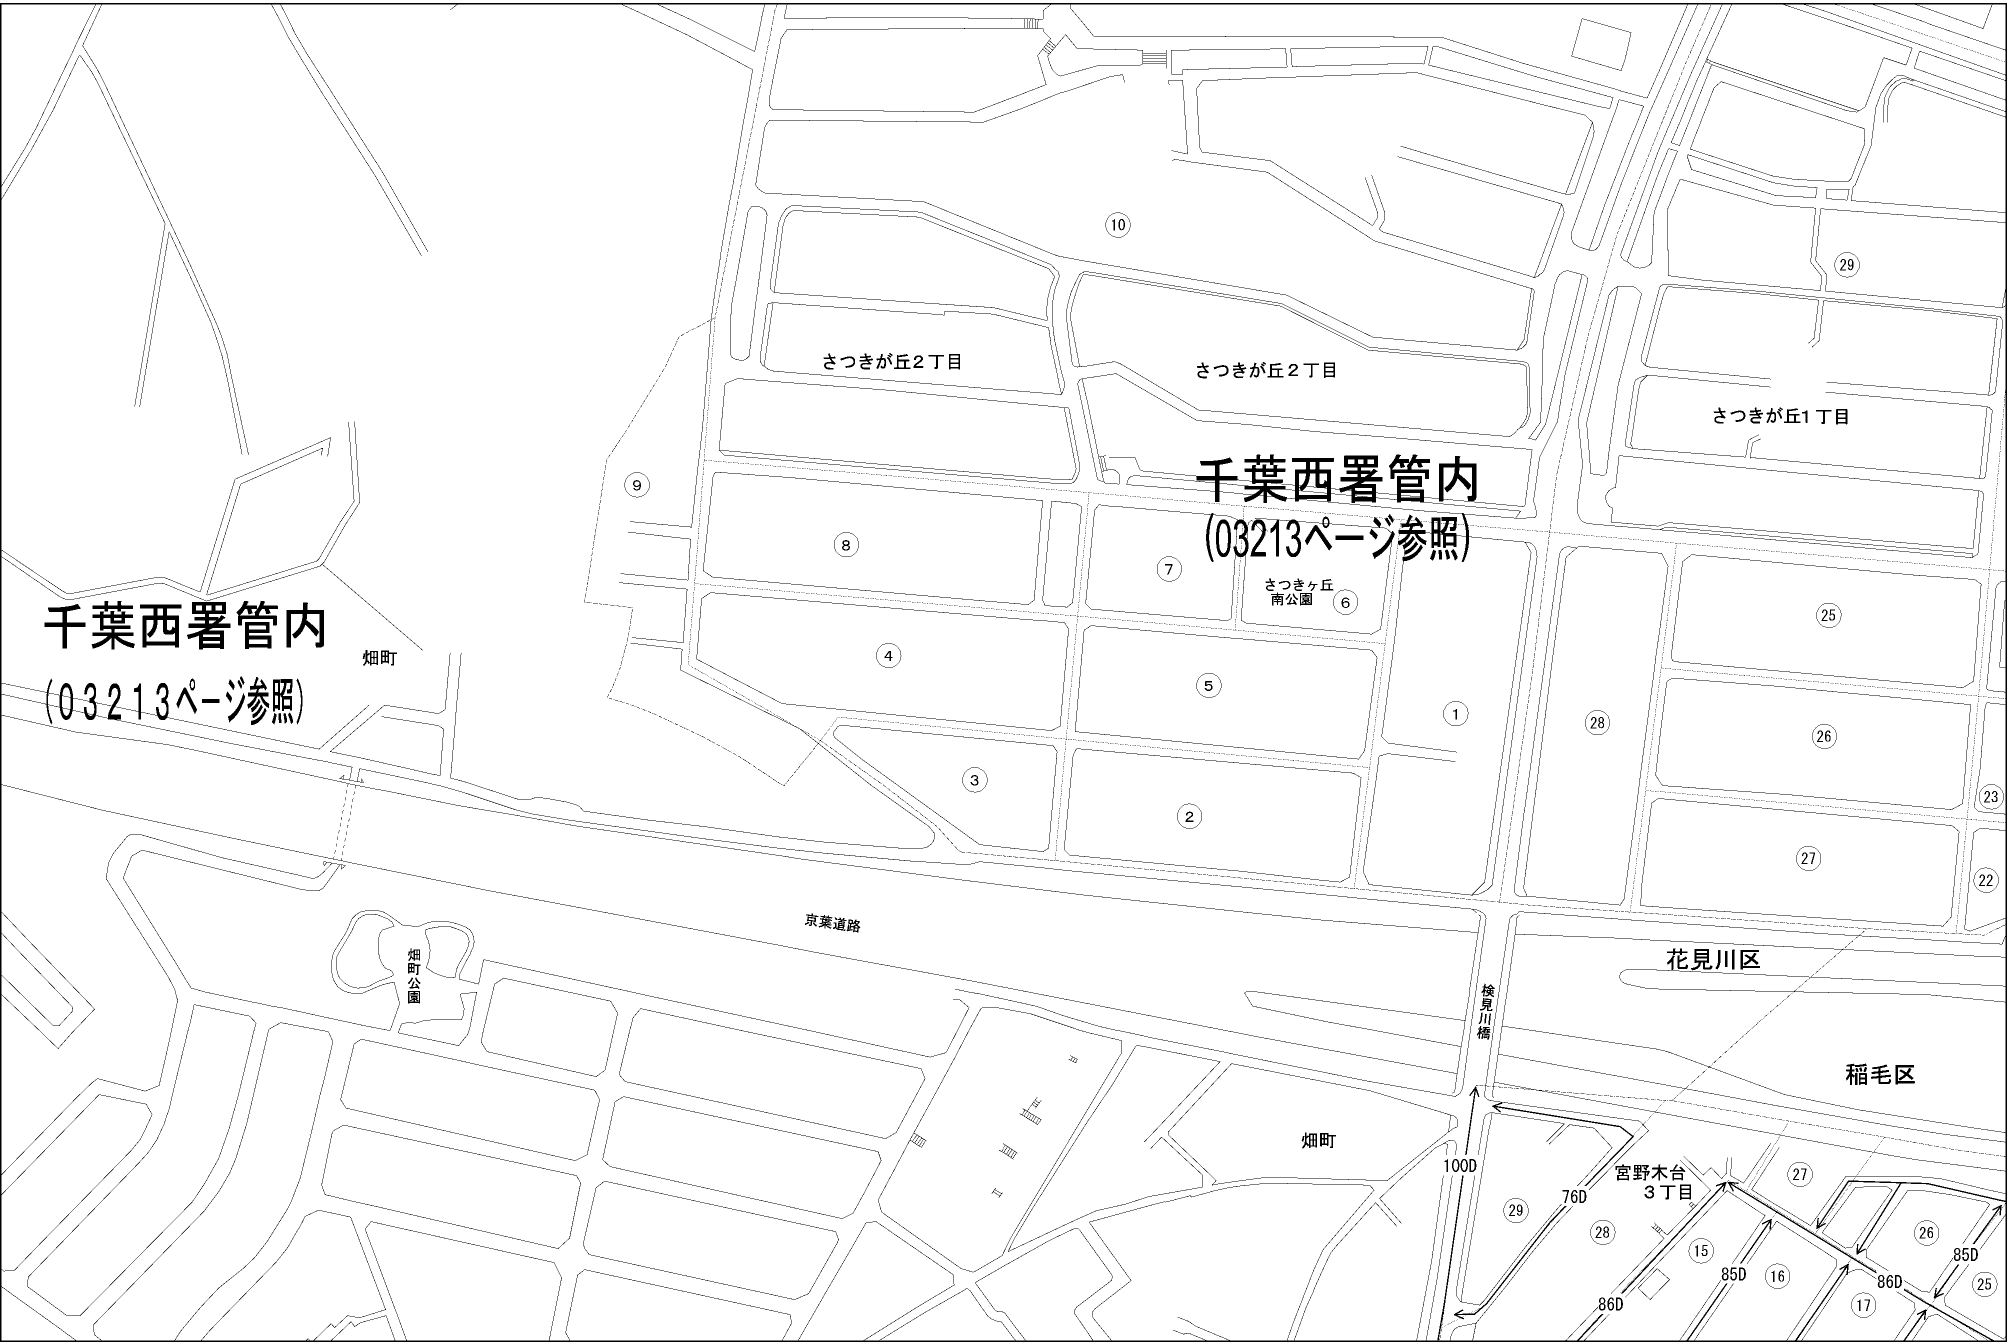 10
29
さつきが丘２丁目
さつきが丘２丁目
さつきが丘１丁目
千葉西署管内
(03213ページ参照)
9
8
7
さつきヶ丘
南公園
6
25
千葉西署管内
(０３２１３ページ参照)
畑町
4
5
1
28
26
3
2
23
27
22
京葉道路
畑町公園
花見川区
検見川橋
稲毛区
畑町
100D
76D
宮野木台
３丁目
27
29
28
15
26
85D
16
85D
86D
25
86D
17